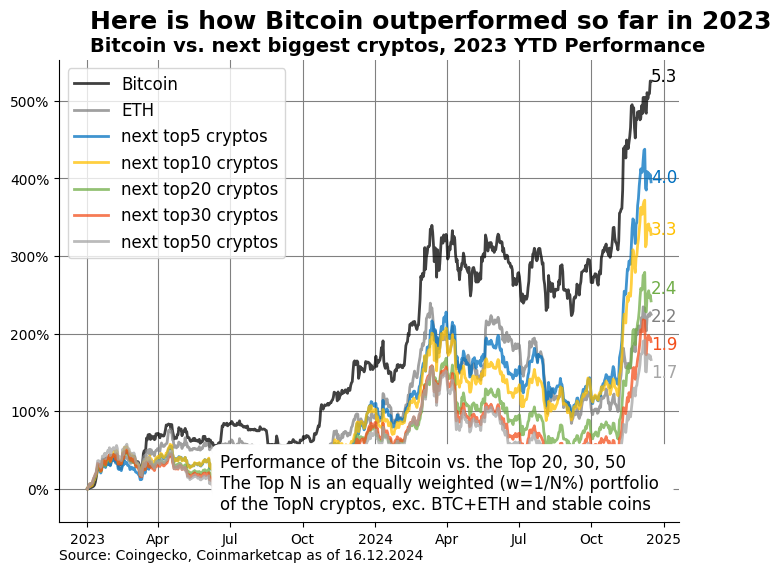 Here is how Bitcoin outperformed so far in 2023
Bitcoin vs. next biggest cryptos, 2023 YTD Performance
Bitcoin
ETH
next top5 cryptos
next top10 cryptos
next top20 cryptos
next top30 cryptos
next top50 cryptos
500%
400%
300%
200%
100%
0%
5.3
4.0
3.3
2.4
2.2
1.9
1.7
Performance of the Bitcoin vs. the Top 20, 30, 50
The Top N is an equally weighted (w=1/N%) portfolio
of the TopN cryptos, exc. BTC+ETH and stable coins
2023 Apr Jul Oct 2024 Apr Jul Oct 2025
Source: Coingecko, Coinmarketcap as of 16.12.2024